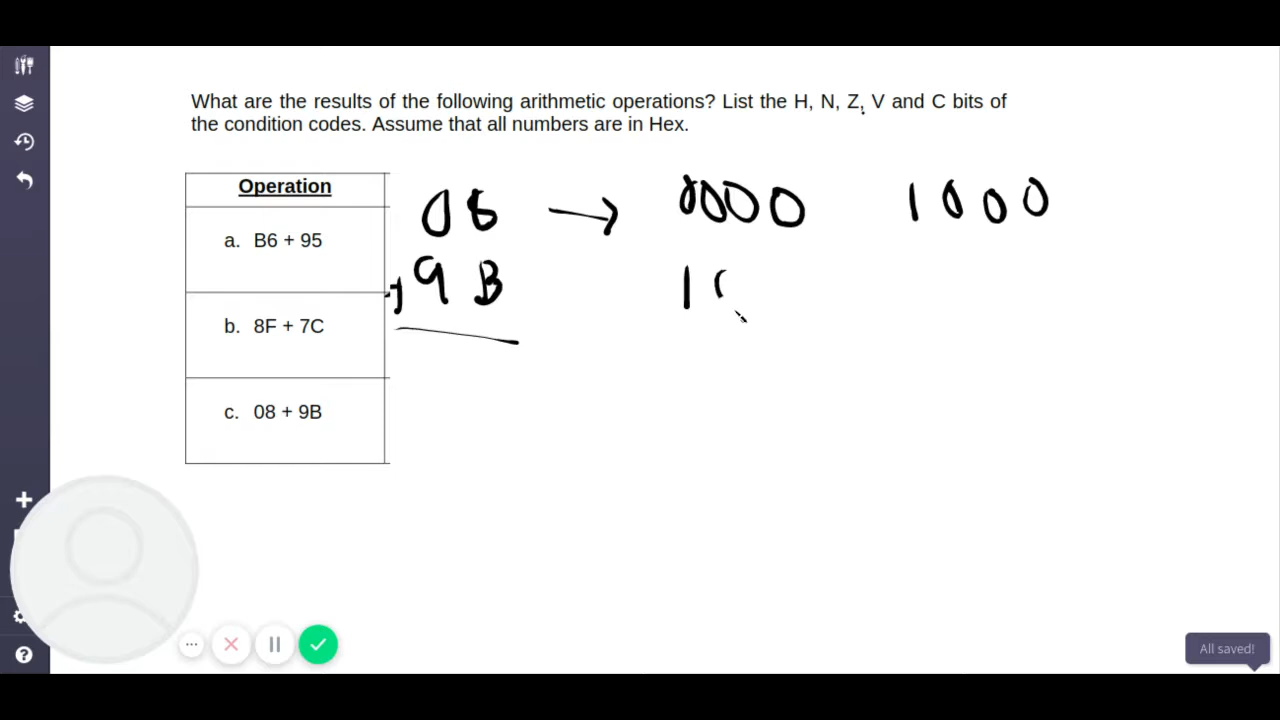 What are the results of the following arithmetic operations? List the H, N, Z, V and C bits of
the condition codes. Assume that all numbers are in Hex.
Operation
a. B6 + 95
b. 8F + 7C
c. 08 + 9B
08 → 0000 1000
+ 9B 10
All saved!